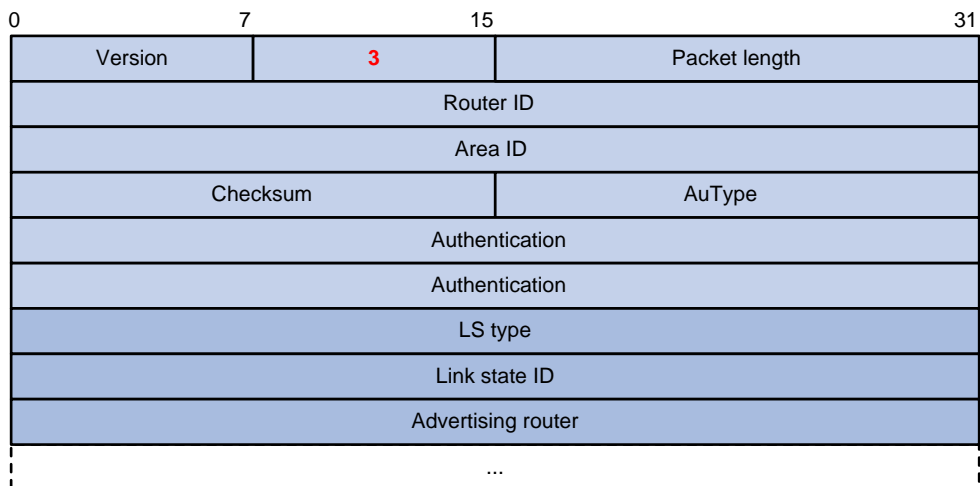 0 7 15 31
Version 3 Packet length
Router ID
Area ID
Checksum AuType
Authentication
Authentication
LS type
Link state ID
Advertising router
...